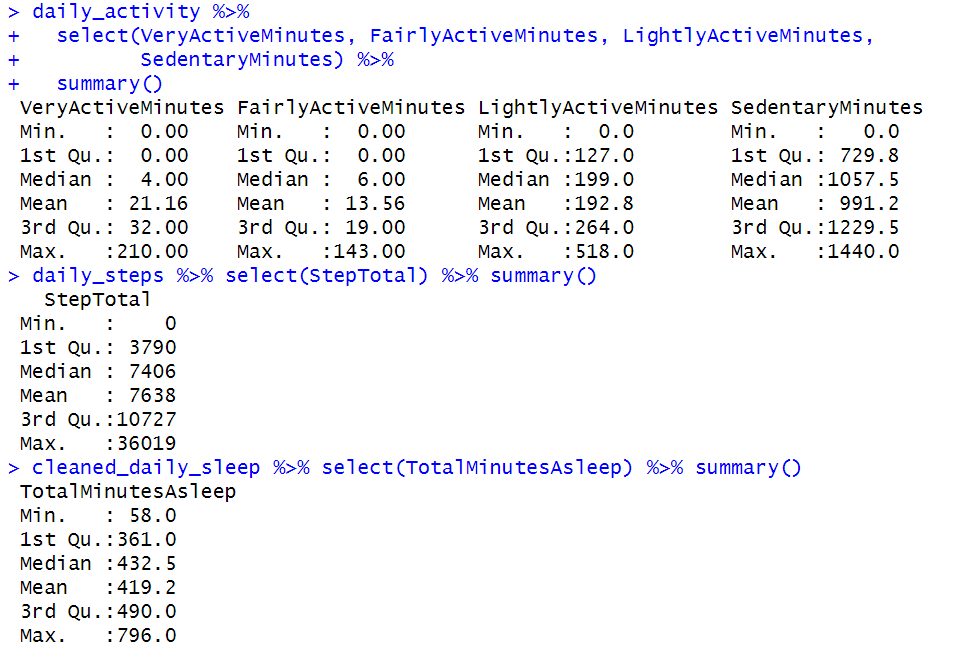 > daily_activity %>%
+   select(VeryActiveMinutes, FairlyActiveMinutes, LightlyActiveMinutes,
+          SedentaryMinutes) %>%
+   summary()
 VeryActiveMinutes FairlyActiveMinutes LightlyActiveMinutes SedentaryMinutes
 Min.   :  0.00    Min.   :  0.00      Min.   :  0.0        Min.   :   0.0
 1st Qu.:  0.00    1st Qu.:  0.00      1st Qu.:127.0        1st Qu.: 729.8
 Median :  4.00    Median :  6.00      Median :199.0        Median :1057.5
 Mean   : 21.16    Mean   : 13.56      Mean   :192.8        Mean   : 991.2
 3rd Qu.: 32.00    3rd Qu.: 19.00      3rd Qu.:264.0        3rd Qu.:1229.5
 Max.   :210.00    Max.   :143.00      Max.   :518.0        Max.   :1440.0
> daily_steps %>% select(StepTotal) %>% summary()
   StepTotal
 Min.   :    0
 1st Qu.: 3790
 Median : 7406
 Mean   : 7638
 3rd Qu.:10727
 Max.   :36019
> cleaned_daily_sleep %>% select(TotalMinutesAsleep) %>% summary()
 TotalMinutesAsleep
 Min.   : 58.0
 1st Qu.:361.0
 Median :432.5
 Mean   :419.2
 3rd Qu.:490.0
 Max.   :796.0